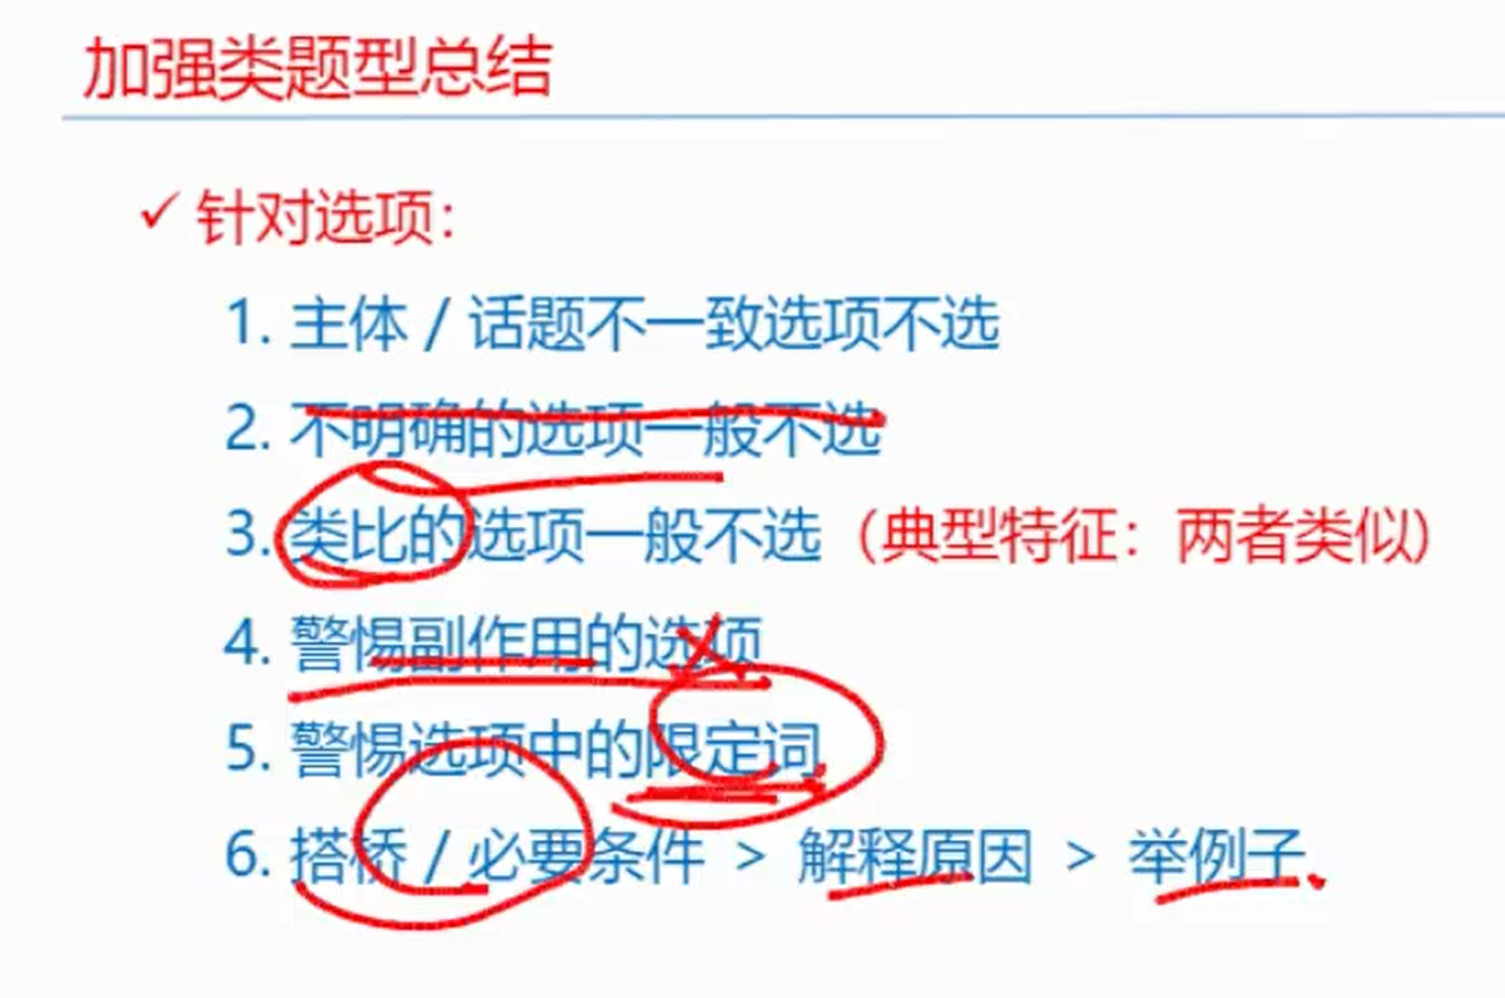 加强类题型总结
✓ 针对选项：
1. 主体 / 话题不一致选项不选
2. 不明确的选项一般不选
3. 类比的选项一般不选（典型特征：两者类似）
4. 警惕副作用的选项
5. 警惕选项中的限定词
6. 搭桥 / 必要条件 > 解释原因 > 举例子